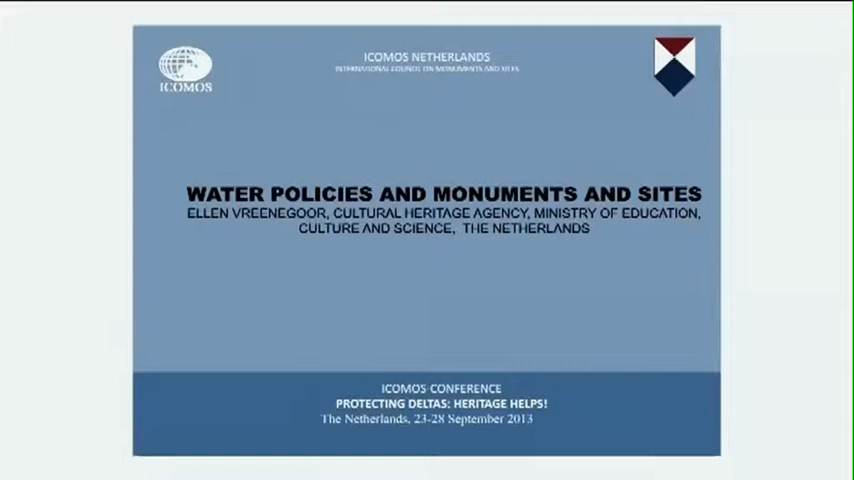 ICOMOS
ICOMOS NETHERLANDS
INTERNATIONAL COUNCIL ON MONUMENTS AND SITES
WATER POLICIES AND MONUMENTS AND SITES
ELLEN VREENEGOOR, CULTURAL HERITAGE AGENCY, MINISTRY OF EDUCATION,
CULTURE AND SCIENCE, THE NETHERLANDS
ICOMOS CONFERENCE
PROTECTING DELTAS: HERITAGE HELPS!
The Netherlands, 23-28 September 2013